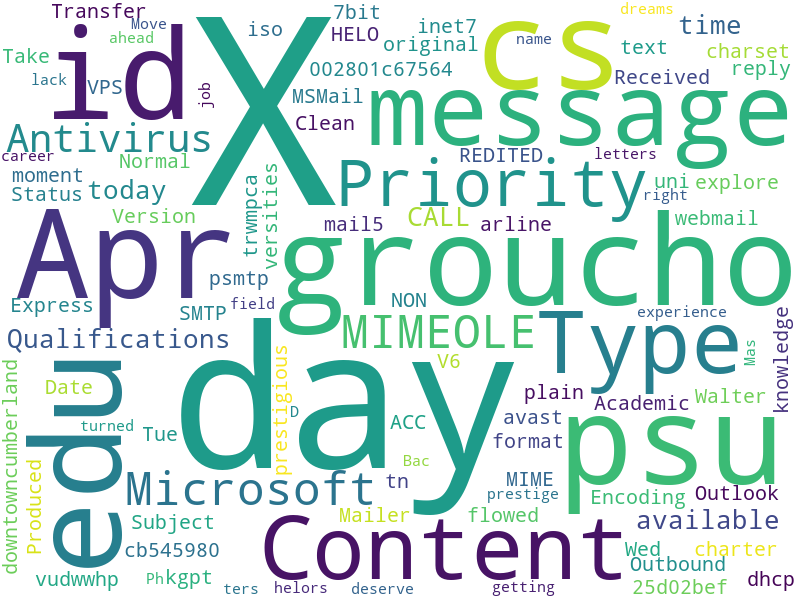 Transfer
Move
7bit
dreams
Take
ahead
iso
HELO
inet7
name
time
original
cs
lack
VPS
job
id
X
002801c67564
text
charset
Received
reply
MSMail
message
Antivirus
Clean
career
Normal
REDITED
letters
moment
Status
today
Priority
uni
explore
right
Version
versities
trwmpca
mail5
CALL
arline
webmail
Apr
groucho
psmtp
Express
SMTP
field
NON
experience
Qualifications
MIMEOLE
Type
knowledge
day
V6
Mas
downtowncumberland
edu
Date
prestigious
D
plain
Academic
Walter
turned
Tue
ACC
avast
format
psu
Produced
Microsoft
Bac
tn
MIME
prestige
Encoding
Outlook
Subject
Mailer
flowed
available
cb545980
Content
Wed
charter
Outbound
vudwwhp
Ph
kgpt
ters
helors
deserve
getting
25d02bef
dhcp